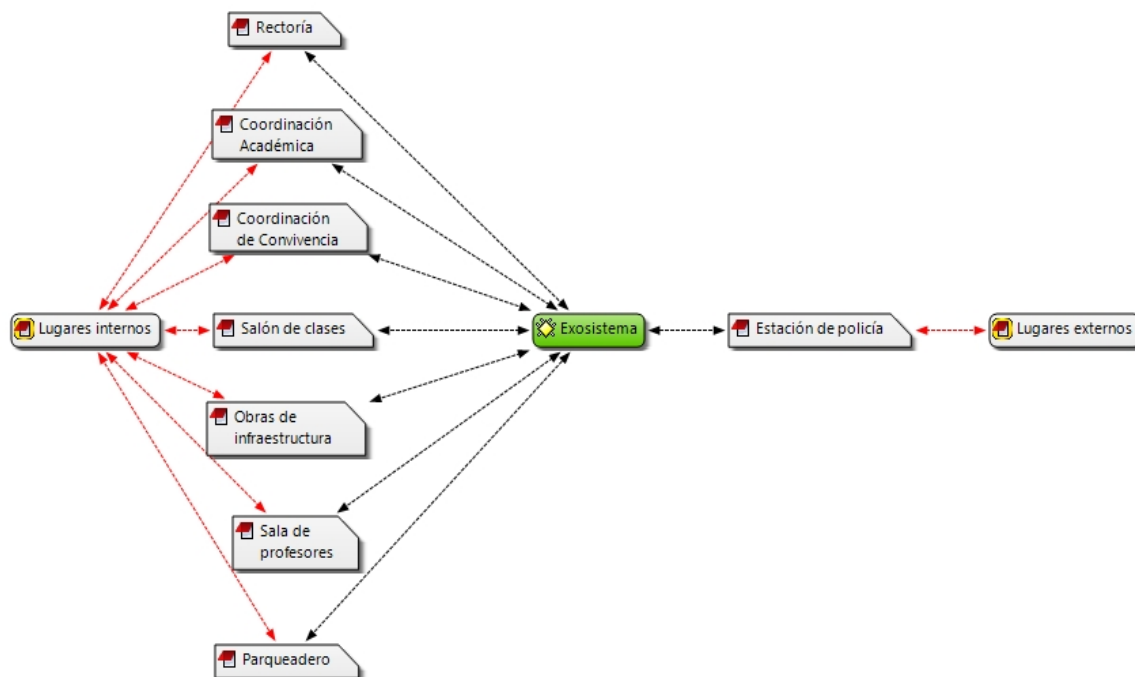 Rectoría
Coordinación
Académica
Coordinación
de Convivencia
Lugares internos
Salón de clases
Exosistema
Estación de policía
Lugares externos
Obras de
infraestructura
Sala de
profesores
Parqueadero